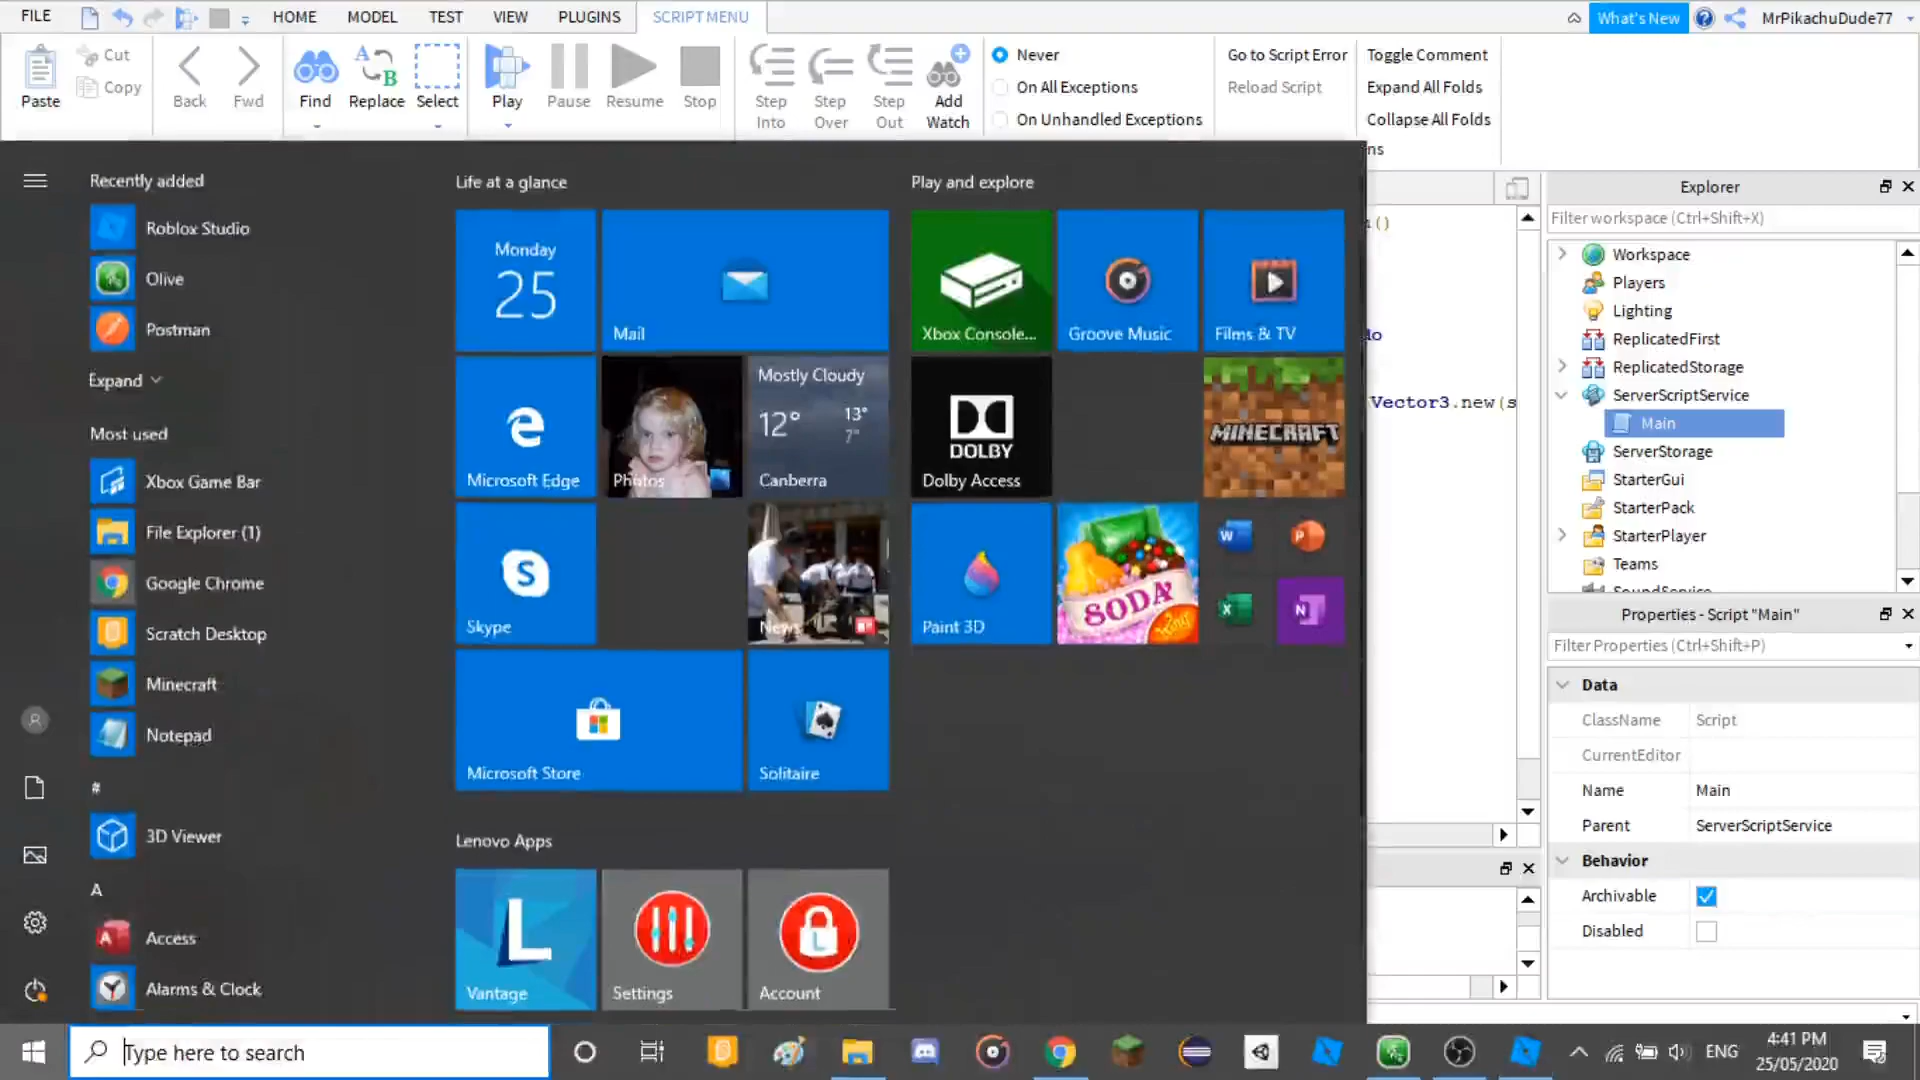 FILE
HOME
MODEL
TEST
VIEW
PLUGINS
SCRIPT MENU
What's New
MrPikachuDude77
Paste
Cut
Copy
Back
Fwd
Find
Replace
Select
Play
Pause
Resume
Stop
Step Into
Step Over
Step Out
Add Watch
Never
On All Exceptions
On Unhandled Exceptions
Go to Script Error
Reload Script
Toggle Comment
Expand All Folds
Collapse All Folds
ns
Recently added
Roblox Studio
Olive
Postman
Expand
Most used
Xbox Game Bar
File Explorer (1)
Google Chrome
Scratch Desktop
Minecraft
Notepad
#
3D Viewer
A
Access
Alarms & Clock
Life at a glance
Monday
25
Mail
Microsoft Edge
Photos
Mostly Cloudy
12°
13°
7°
Canberra
Skype
News
Microsoft Store
Solitaire
Lenovo Apps
Vantage
Settings
Account
Play and explore
Xbox Console...
Groove Music
Films & TV
DOLBY
Dolby Access
MINECRAFT
Paint 3D
SODA
King
()
do
Vector3.new(s
Explorer
Filter workspace (Ctrl+Shift+X)
Workspace
Players
Lighting
ReplicatedFirst
ReplicatedStorage
ServerScriptService
Main
ServerStorage
StarterGui
StarterPack
StarterPlayer
Teams
SoundService
Properties - Script "Main"
Filter Properties (Ctrl+Shift+P)
Data
ClassName
Script
CurrentEditor
Name
Main
Parent
ServerScriptService
Behavior
Archivable
Disabled
Type here to search
ENG
4:41 PM
25/05/2020